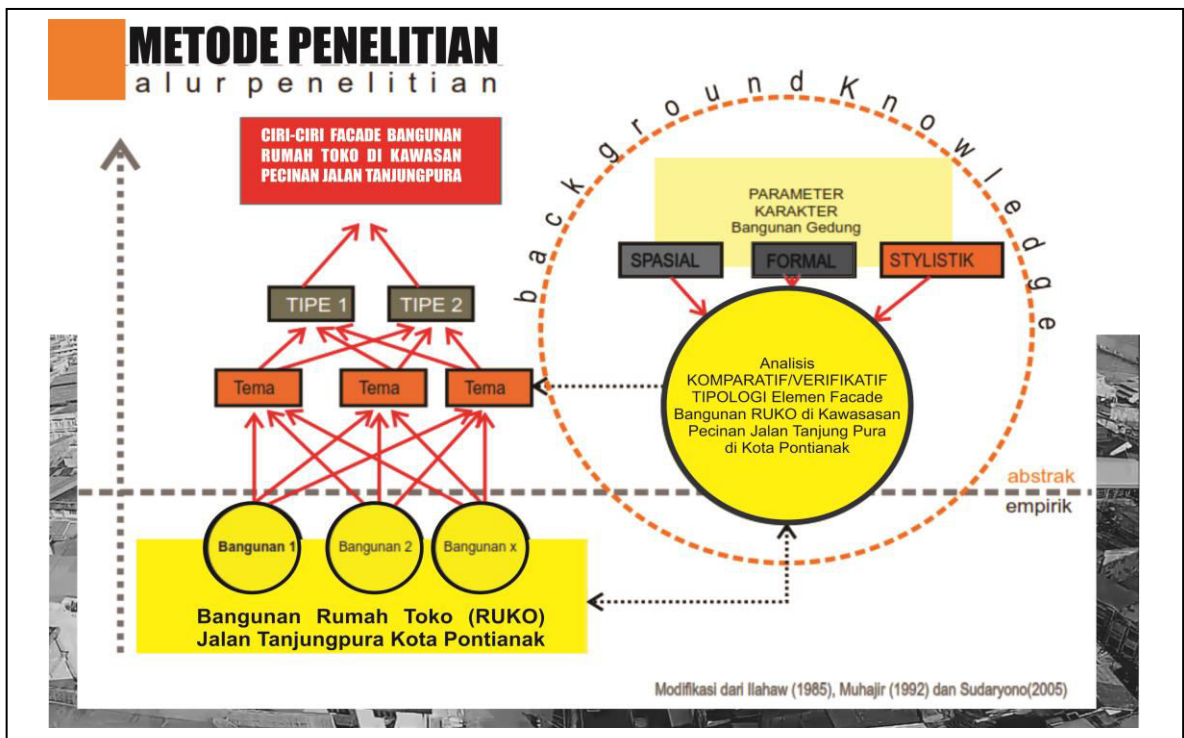 METODE PENELITIAN
alur penelitian
CIRI-CIRI FACADE BANGUNAN
RUMAH TOKO DI KAWASAN
PECINAN JALAN TANJUNGPURA
background Knowledge
PARAMETER
KARAKTER
Bangunan Gedung
SPASIAL
FORMAL
STYLISTIK
TIPE 1
TIPE 2
Tema
Tema
Tema
Analisis
KOMPARATIF/VERIFIKATIF
TIPOLOGI Elemen Facade
Bangunan RUKO di Kawasasan
Pecinan Jalan Tanjung Pura
di Kota Pontianak
abstrak
empirik
Bangunan 1
Bangunan 2
Bangunan x
Bangunan Rumah Toko (RUKO)
Jalan Tanjungpura Kota Pontianak
Modifikasi dari Ilahaw (1985), Muhajir (1992) dan Sudaryono(2005)